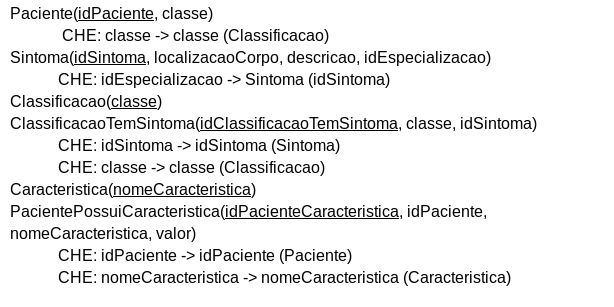 Paciente(idPaciente, classe)
CHE: classe -> classe (Classificacao)
Sintoma(idSintoma, localizacaoCorpo, descricao, idEspecializacao)
CHE: idEspecializacao -> Sintoma (idSintoma)
Classificacao(classe)
ClassificacaoTemSintoma(idClassificacaoTemSintoma, classe, idSintoma)
CHE: idSintoma -> idSintoma (Sintoma)
CHE: classe -> classe (Classificacao)
Caracteristica(nomeCaracteristica)
PacientePossuiCaracteristica(idPacienteCaracteristica, idPaciente,
nomeCaracteristica, valor)
CHE: idPaciente -> idPaciente (Paciente)
CHE: nomeCaracteristica -> nomeCaracteristica (Caracteristica)